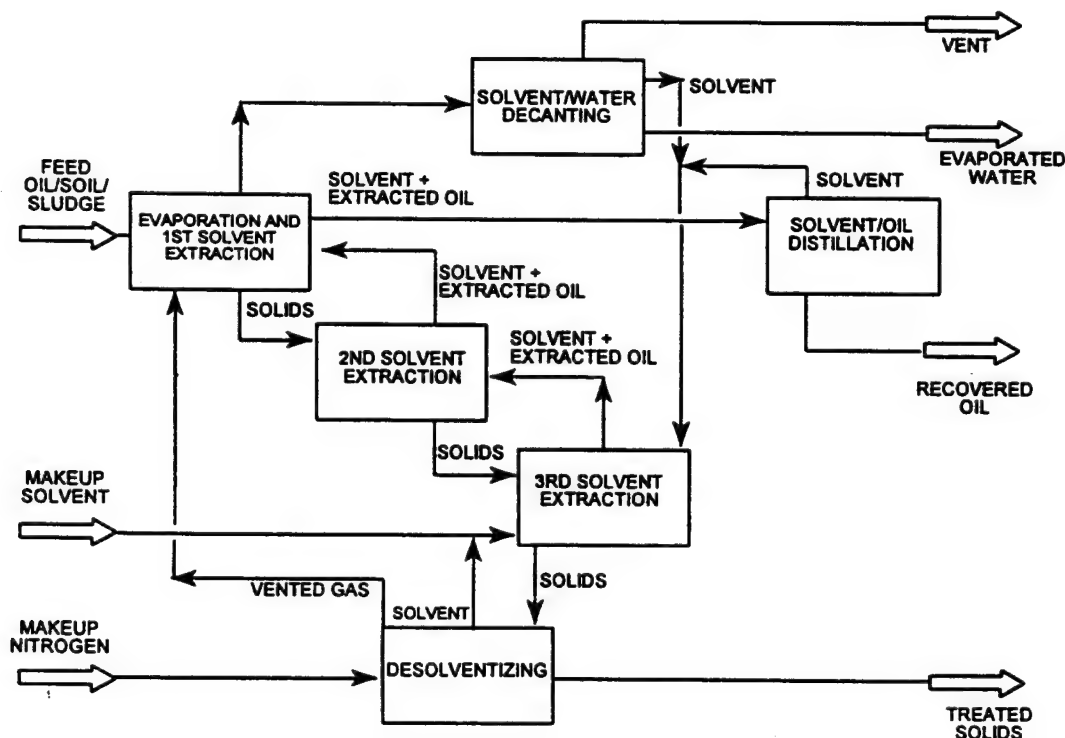 VENT
SOLVENT/WATER
DECANTING
SOLVENT
EVAPORATED
WATER
FEED
OIL/SOIL/
SLUDGE
SOLVENT +
EXTRACTED OIL
SOLVENT
EVAPORATION AND
1ST SOLVENT
EXTRACTION
SOLVENT/OIL
DISTILLATION
SOLVENT +
EXTRACTED OIL
SOLIDS
SOLVENT +
EXTRACTED OIL
2ND SOLVENT
EXTRACTION
RECOVERED
OIL
SOLIDS
MAKEUP
SOLVENT
3RD SOLVENT
EXTRACTION
VENTED GAS
SOLVENT
SOLIDS
MAKEUP
NITROGEN
DESOLVENTIZING
TREATED
SOLIDS